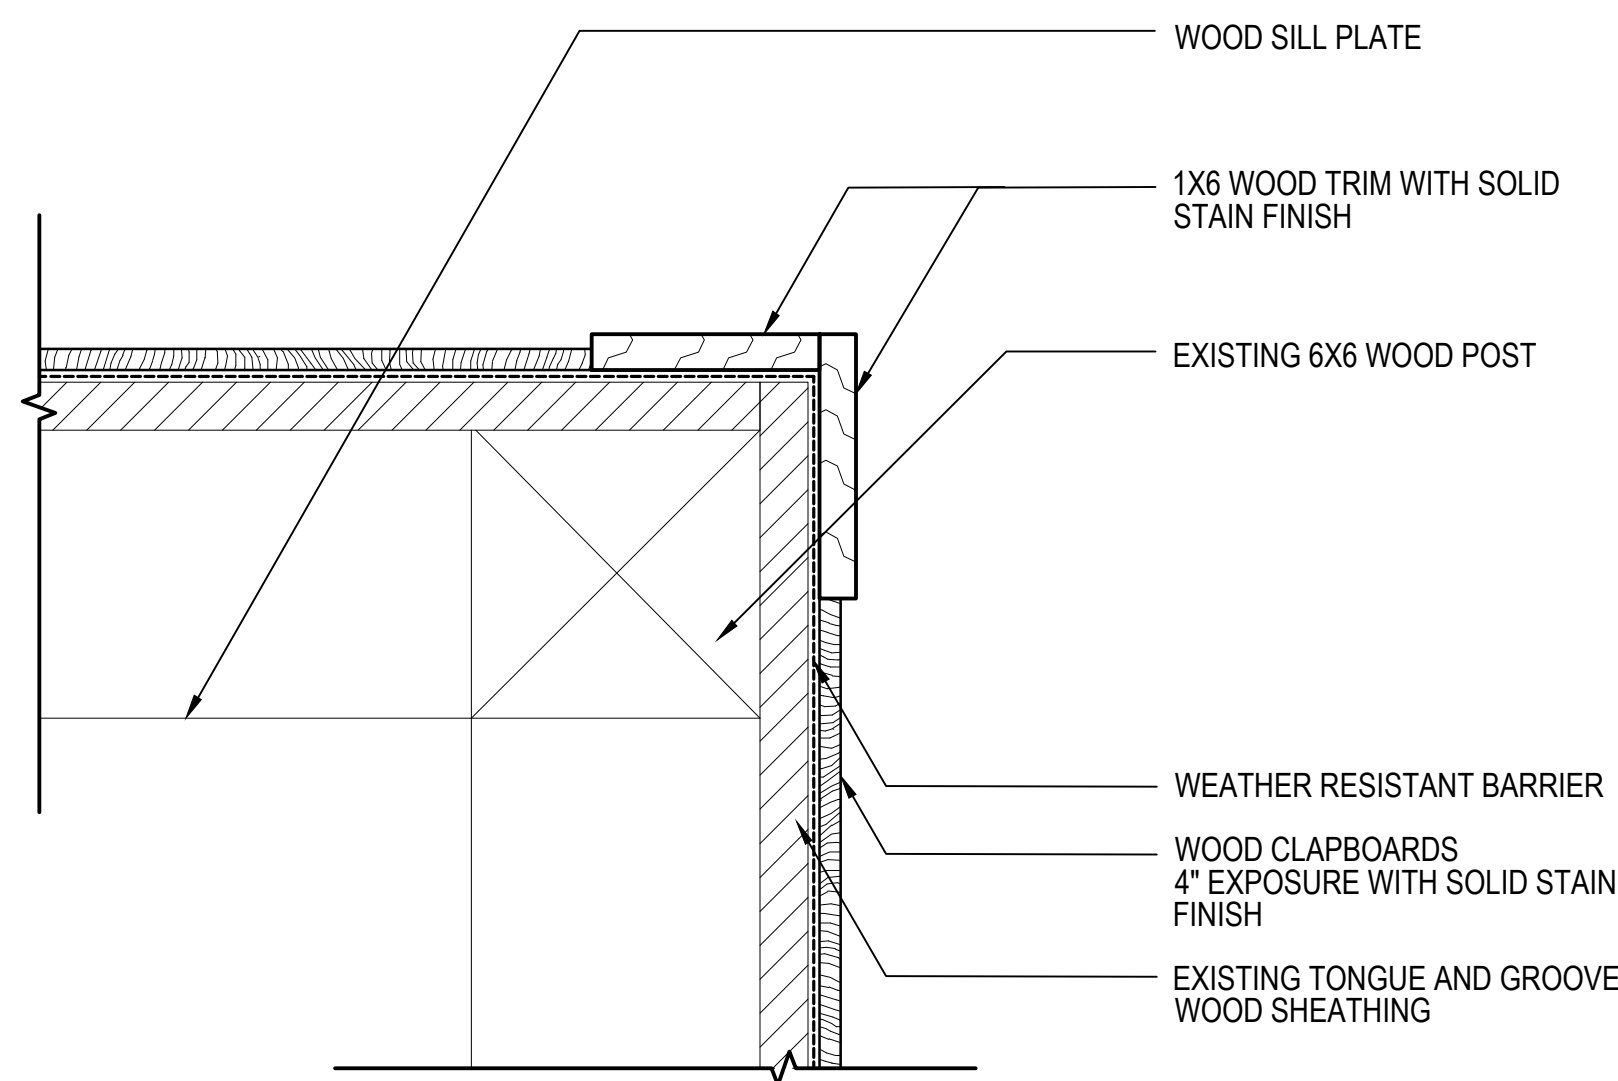 WOOD SILL PLATE
1X6 WOOD TRIM WITH SOLID
STAIN FINISH
EXISTING 6X6 WOOD POST
WEATHER RESISTANT BARRIER
WOOD CLAPBOARDS
4" EXPOSURE WITH SOLID STAIN
FINISH
EXISTING TONGUE AND GROOVE
WOOD SHEATHING